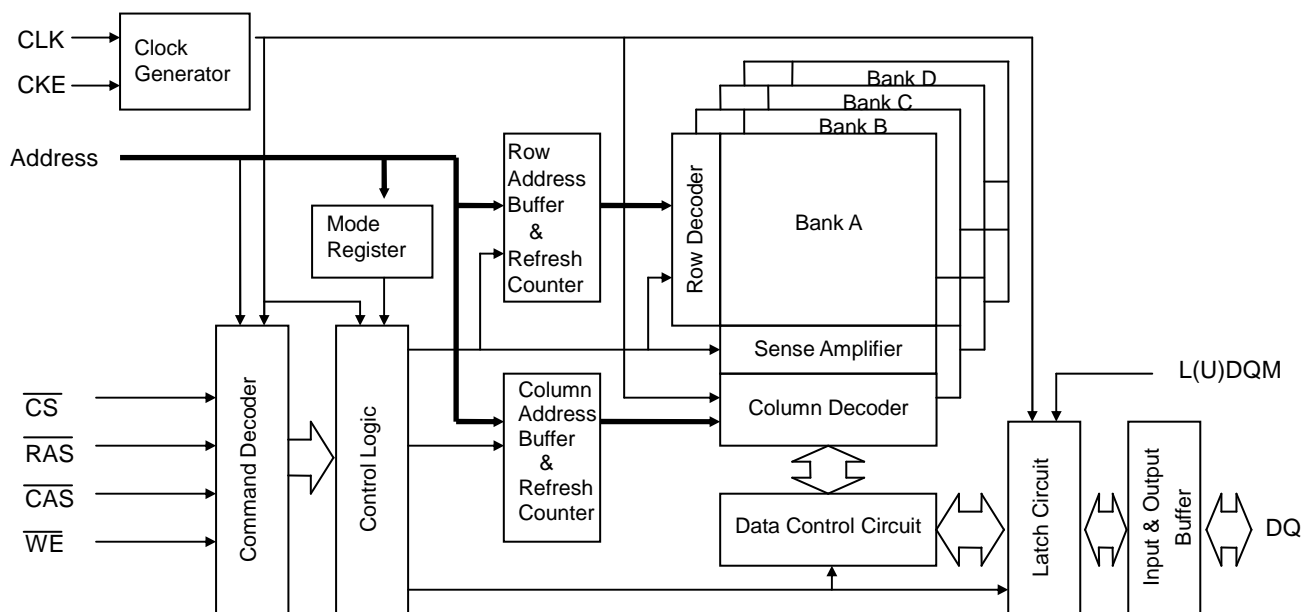 CLK
CKE
Clock
Generator
Address
Mode
Register
Row
Address
Buffer
&
Refresh
Counter
Bank D
Bank C
Bank B
Bank A
Row Decoder
Sense Amplifier
Column Decoder
Column
Address
Buffer
&
Refresh
Counter
CS
RAS
CAS
WE
Command Decoder
Control Logic
Data Control Circuit
L(U)DQM
Latch Circuit
Input & Output
Buffer
DQ